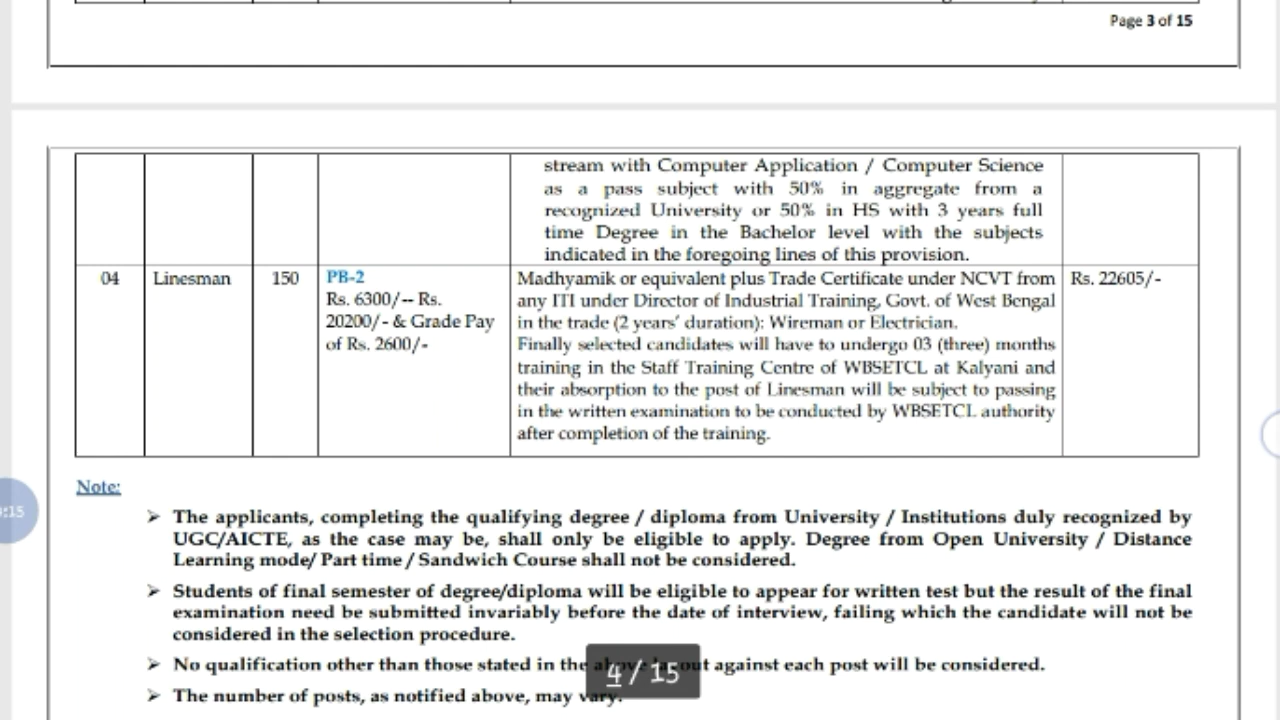 Page 3 of 15
stream with Computer Application / Computer Science
as a pass subject with 50% in aggregate from a
recognized University or 50% in HS with 3 years full
time Degree in the Bachelor level with the subjects
indicated in the foregoing lines of this provision.
04 Linesman 150 PB-2 Madhyamik or equivalent plus Trade Certificate under NCVT from Rs. 22605/-
Rs. 6300/-- Rs. any ITI under Director of Industrial Training, Govt. of West Bengal
20200/- & Grade Pay in the trade (2 years' duration): Wireman or Electrician.
of Rs. 2600/- Finally selected candidates will have to undergo 03 (three) months
training in the Staff Training Centre of WBSETCL at Kalyani and
their absorption to the post of Linesman will be subject to passing
in the written examination to be conducted by WBSETCL authority
after completion of the training.
Note:
➢ The applicants, completing the qualifying degree / diploma from University / Institutions duly recognized by
UGC/AICTE, as the case may be, shall only be eligible to apply. Degree from Open University / Distance
Learning mode/ Part time / Sandwich Course shall not be considered.
➢ Students of final semester of degree/diploma will be eligible to appear for written test but the result of the final
examination need be submitted invariably before the date of interview, failing which the candidate will not be
considered in the selection procedure.
➢ No qualification other than those stated in the against each post will be considered.
4 / 15
➢ The number of posts, as notified above, may vary.
:15